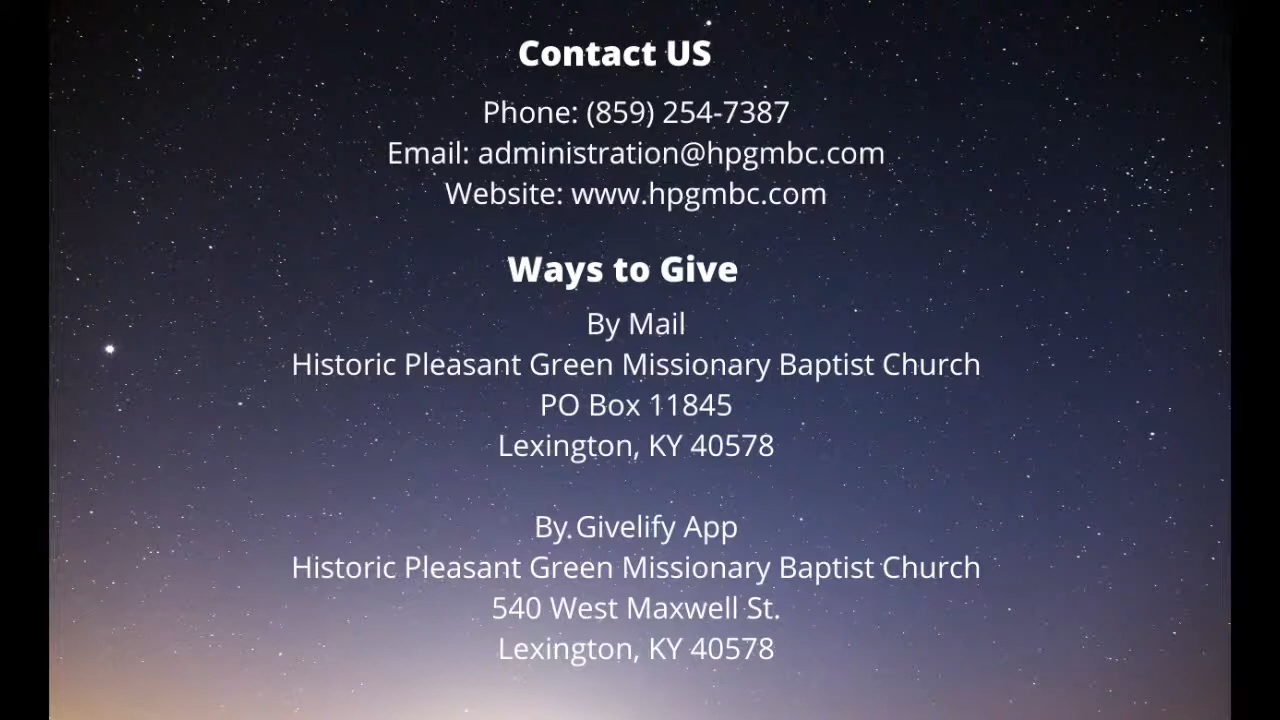 Contact US
Phone: (859) 254-7387
Email: administration@hpgmbc.com
Website: www.hpgmbc.com
Ways to Give
By Mail
Historic Pleasant Green Missionary Baptist Church
PO Box 11845
Lexington, KY 40578
By Givelify App
Historic Pleasant Green Missionary Baptist Church
540 West Maxwell St.
Lexington, KY 40578